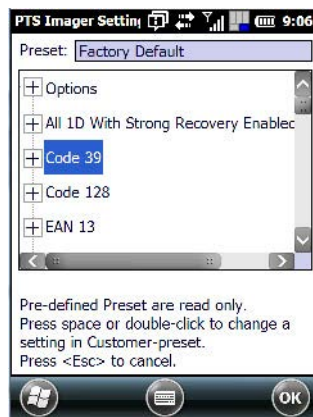 PTS Imager Settin 9:06
Preset: Factory Default
Options
All 1D With Strong Recovery Enablec
Code 39
Code 128
EAN 13
Pre-defined Preset are read only.
Press space or double-click to change a
setting in Customer-preset.
Press <Esc> to cancel.
OK